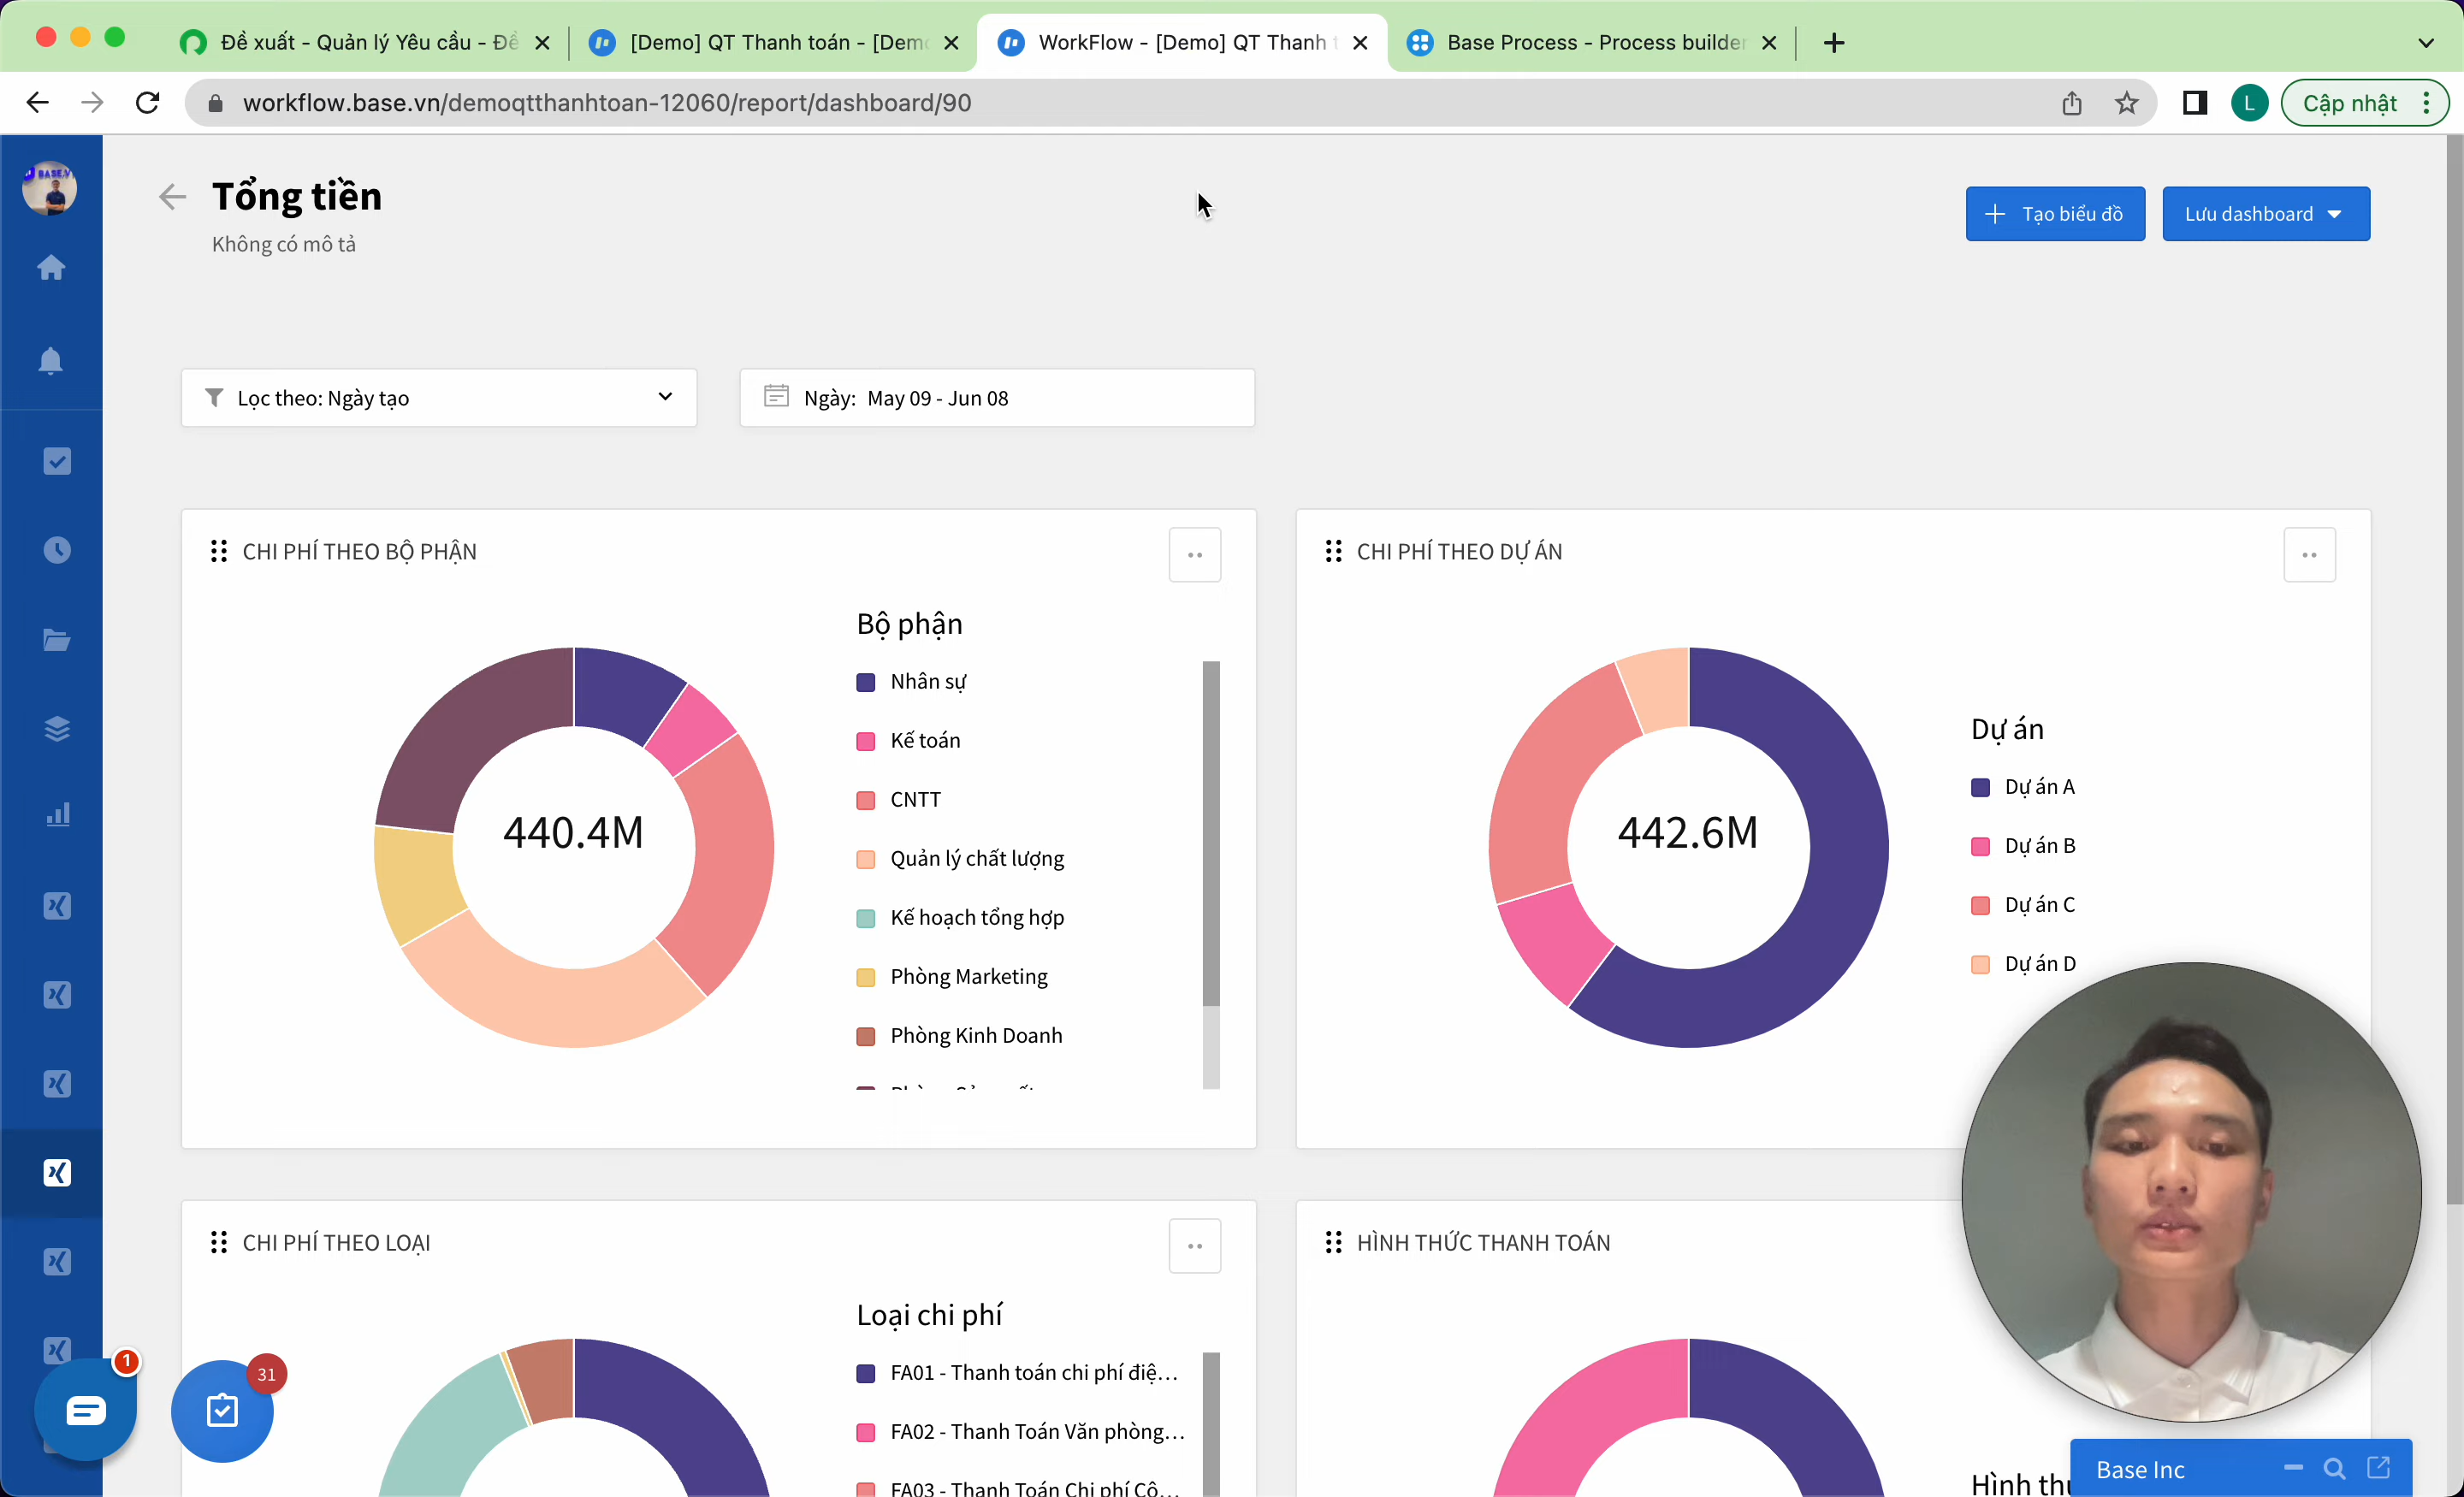 Đề xuất - Quản lý Yêu cầu - Đề
[Demo] QT Thanh toán - [Demo
WorkFlow - [Demo] QT Thanh t
Base Process - Process builder
workflow.base.vn/demoqtthanhtoan-12060/report/dashboard/90
L
Cập nhật
BASE.V
Tổng tiền
Không có mô tả
Tạo biểu đồ
Lưu dashboard
Lọc theo: Ngày tạo
Ngày: May 09 - Jun 08
CHI PHÍ THEO BỘ PHẬN
440.4M
Bộ phận
Nhân sự
Kế toán
CNTT
Quản lý chất lượng
Kế hoạch tổng hợp
Phòng Marketing
Phòng Kinh Doanh
CHI PHÍ THEO DỰ ÁN
442.6M
Dự án
Dự án A
Dự án B
Dự án C
Dự án D
CHI PHÍ THEO LOẠI
Loại chi phí
FA01 - Thanh toán chi phí điệ...
FA02 - Thanh Toán Văn phòng...
FA03 - Thanh Toán Chi phí Cô...
HÌNH THỨC THANH TOÁN
Hình thu
1
31
Base Inc